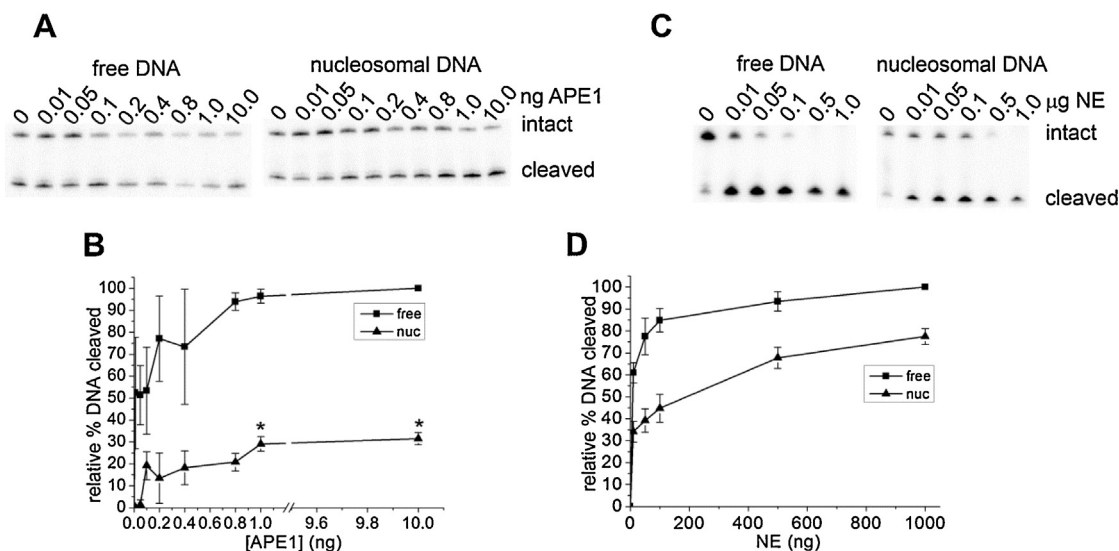 A
free DNA
nucleosomal DNA
0 0.01 0.05 0.1 0.2 0.4 0.8 1.0 10.0
0 0.01 0.05 0.1 0.2 0.4 0.8 1.0 10.0
ng APE1
intact
cleaved
B
relative % DNA cleaved
100
90
80
70
60
50
40
30
20
10
0
free
nuc
*
*
0.0 0.2 0.4 0.6 0.8 1.0 // 9.6 9.8 10.0
[APE1] (ng)
C
free DNA
nucleosomal DNA
0 0.01 0.05 0.1 0.5 1.0
0 0.01 0.05 0.1 0.5 1.0
μg NE
intact
cleaved
D
relative % DNA cleaved
100
90
80
70
60
50
40
30
20
10
0
free
nuc
0 200 400 600 800 1000
NE (ng)